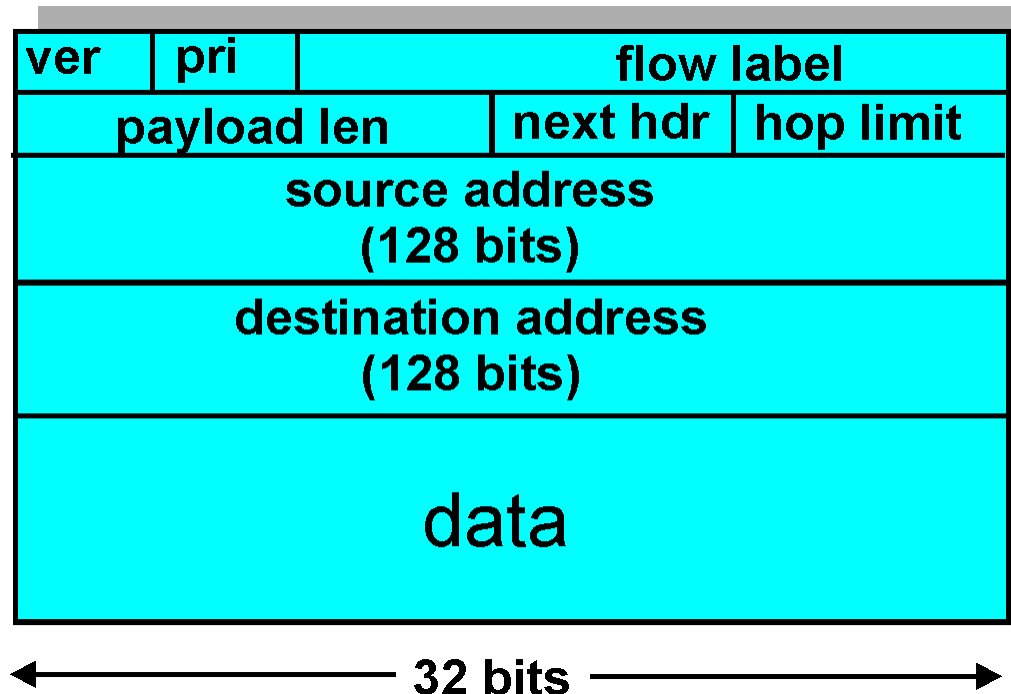 ver pri flow label
payload len next hdr hop limit
source address
(128 bits)
destination address
(128 bits)
data
32 bits